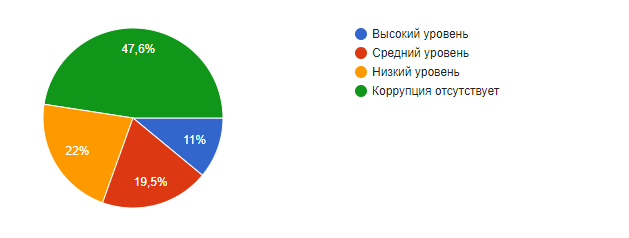 47,6%
11%
22%
19,5%
Высокий уровень
Средний уровень
Низкий уровень
Коррупция отсутствует